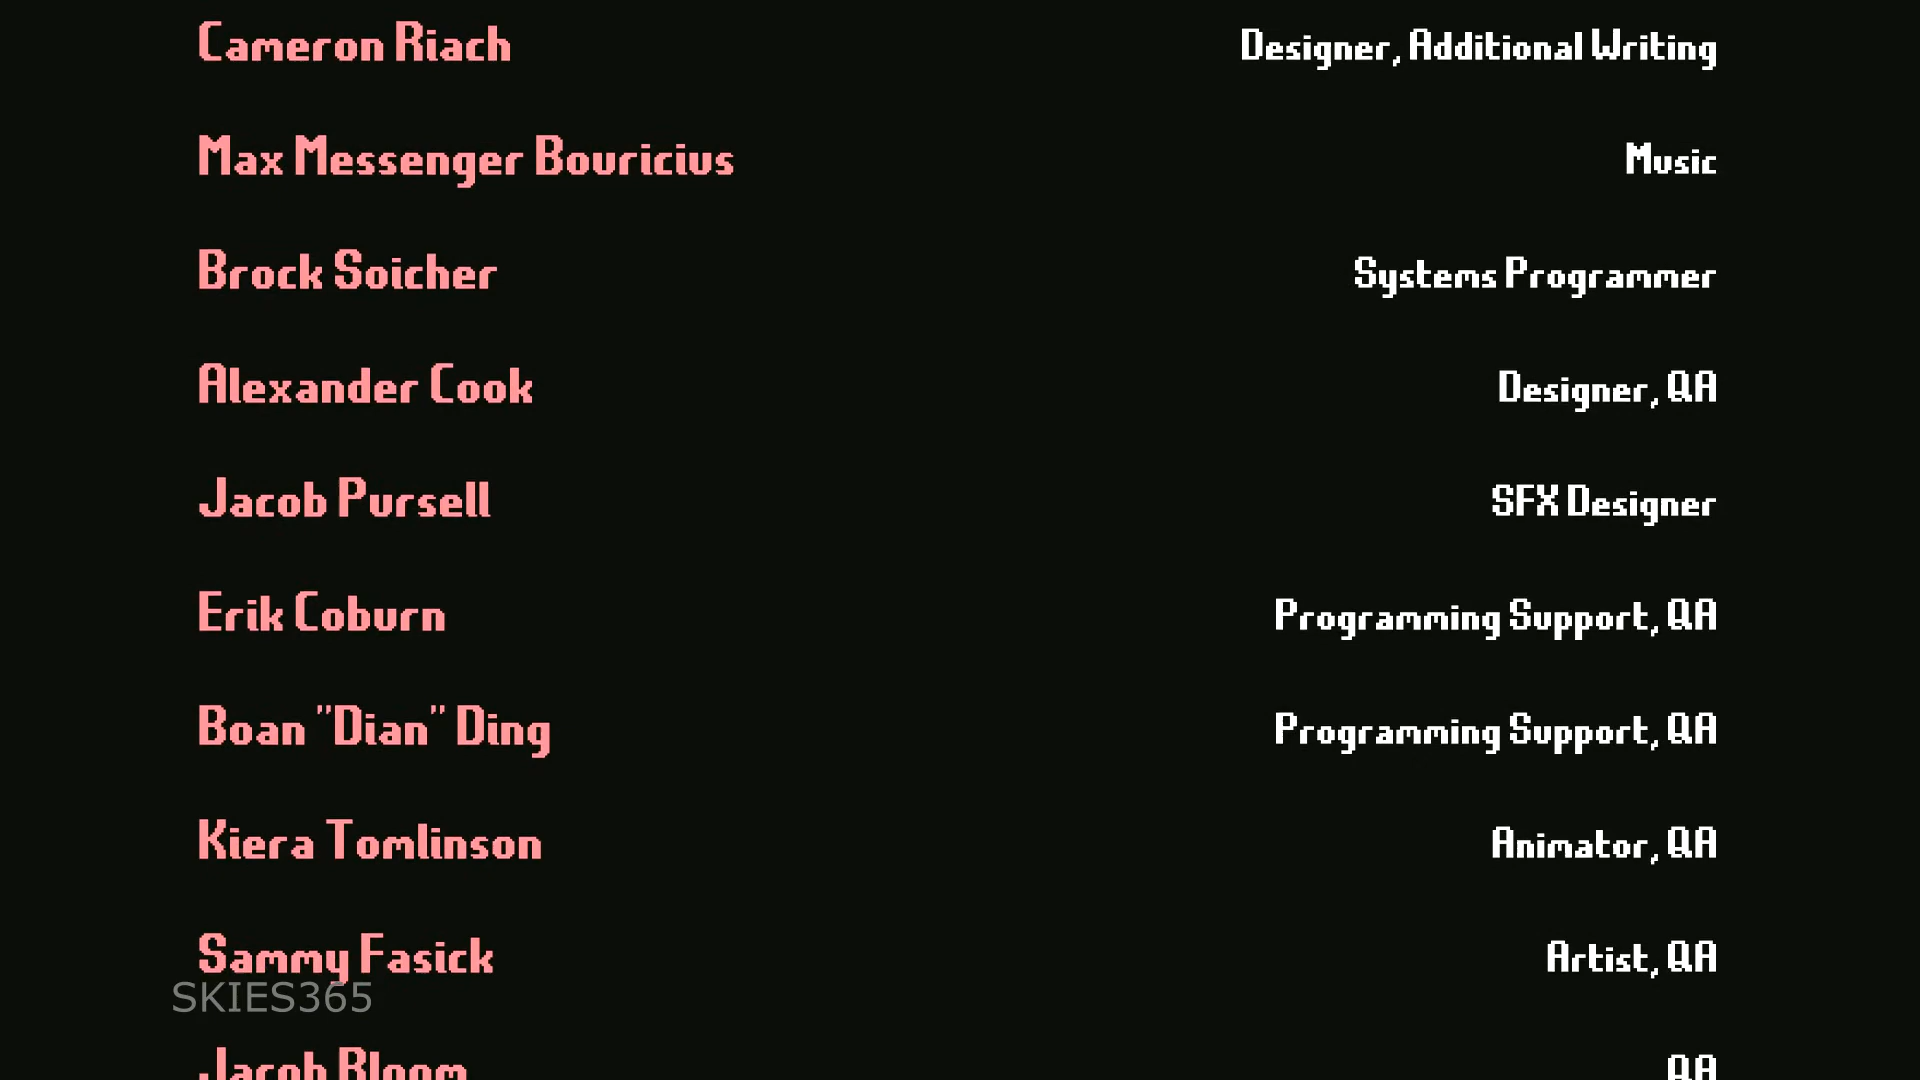 Cameron Riach Designer, Additional Writing
Max Messenger Bouricius Music
Brock Soicher Systems Programmer
Alexander Cook Designer, QA
Jacob Pursell SFX Designer
Erik Coburn Programming Support, QA
Boan "Dian" Ding Programming Support, QA
Kiera Tomlinson Animator, QA
Sammy Fasick Artist, QA
SKIES365
Jacob Bloom QA